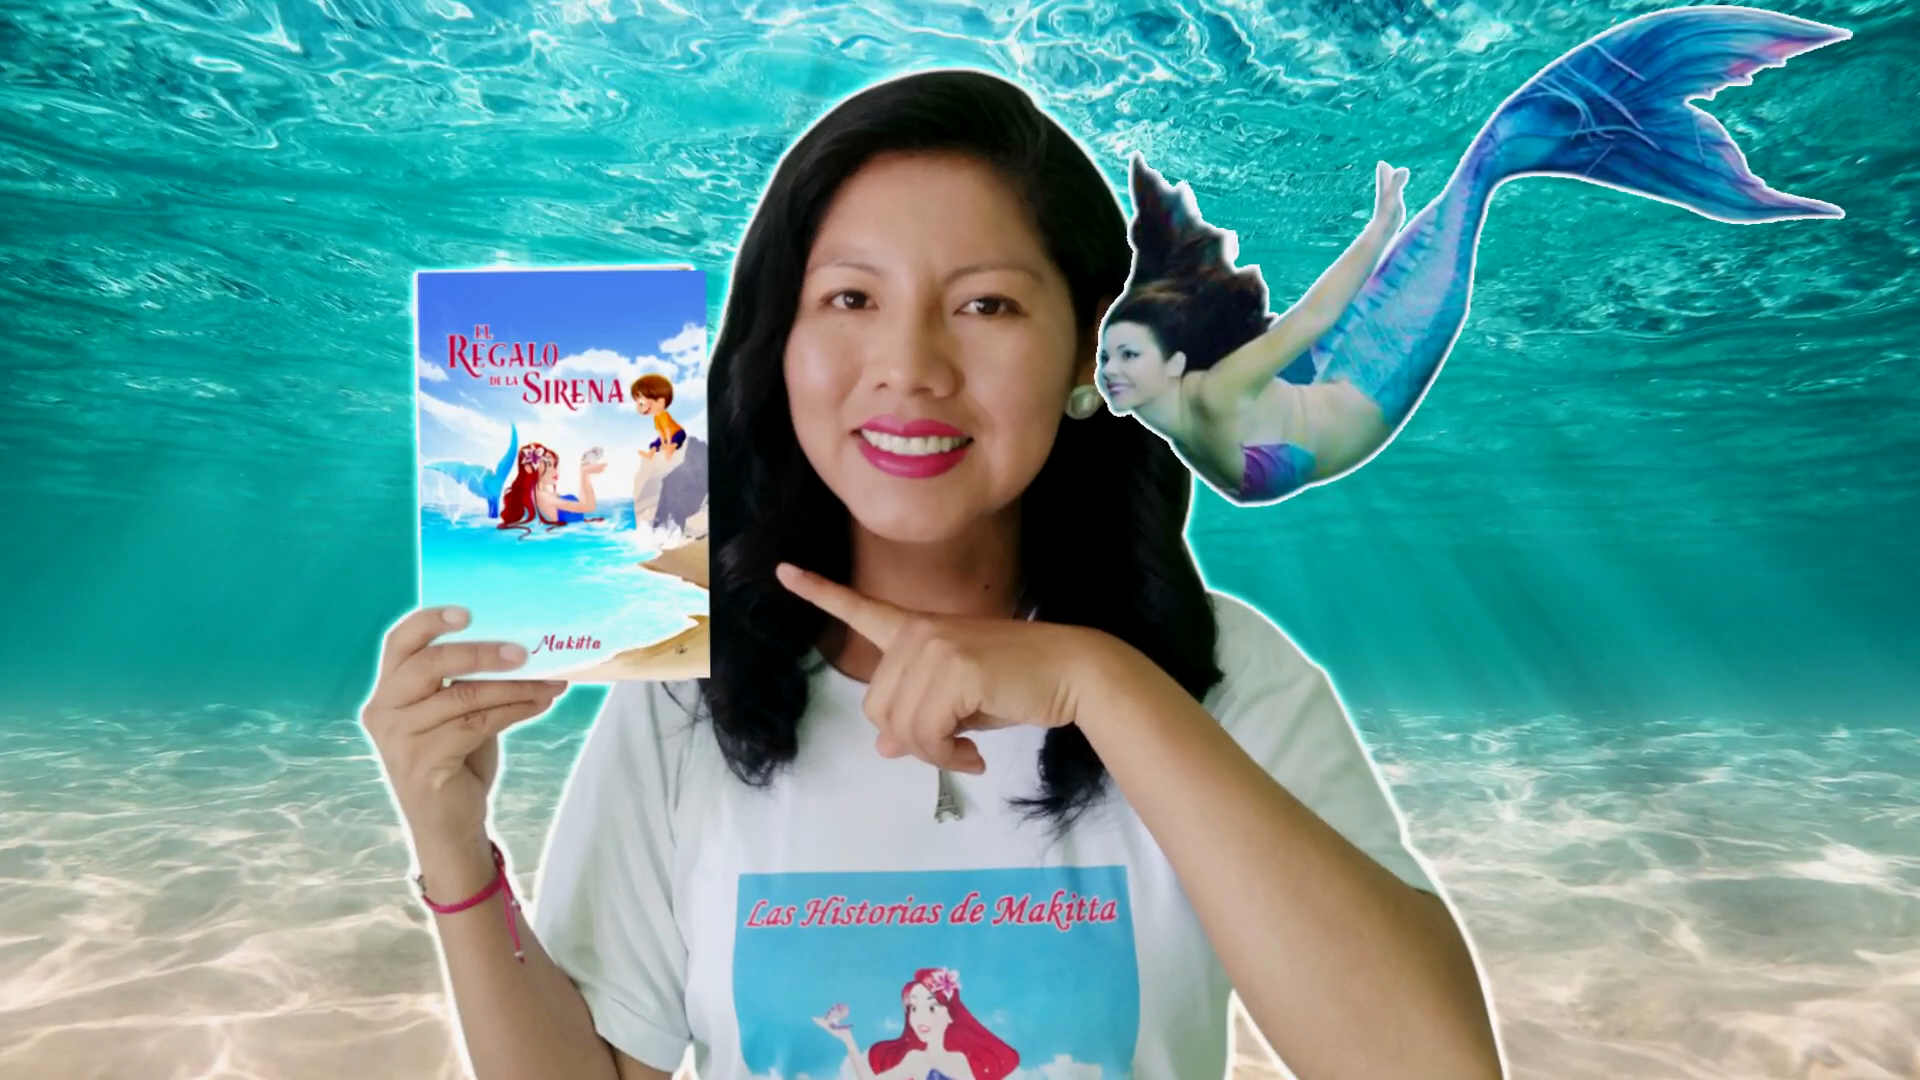 EL
REGALO
DE LA SIRENA
Makitta
Las Historias de Makitta